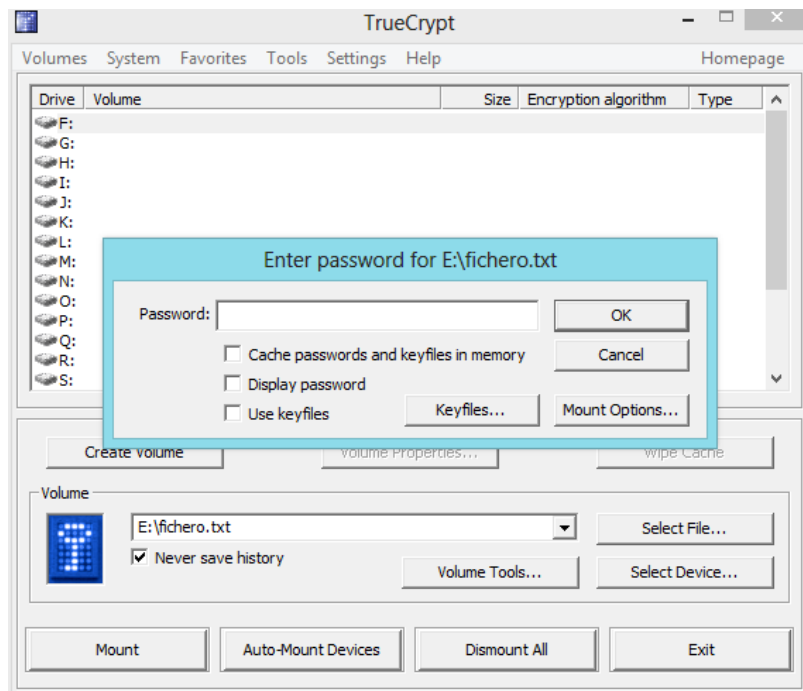 TrueCrypt
Volumes System Favorites Tools Settings Help Homepage
Drive Volume Size Encryption algorithm Type
F:
G:
H:
I:
J:
K:
L:
M:
N:
O:
P:
Q:
R:
S:
Enter password for E:\fichero.txt
Password:
OK
Cache passwords and keyfiles in memory
Cancel
Display password
Use keyfiles
Keyfiles...
Mount Options...
Create Volume
Volume Properties...
Wipe Cache
Volume
E:\fichero.txt
Select File...
Never save history
Volume Tools...
Select Device...
Mount
Auto-Mount Devices
Dismount All
Exit